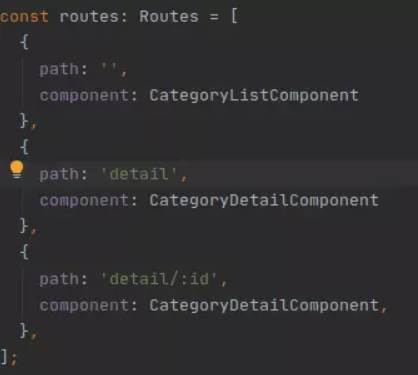 const routes: Routes = [
{
path: '',
component: CategoryListComponent
},
{
path: 'detail',
component: CategoryDetailComponent
},
{
path: 'detail/:id',
component: CategoryDetailComponent,
},
];